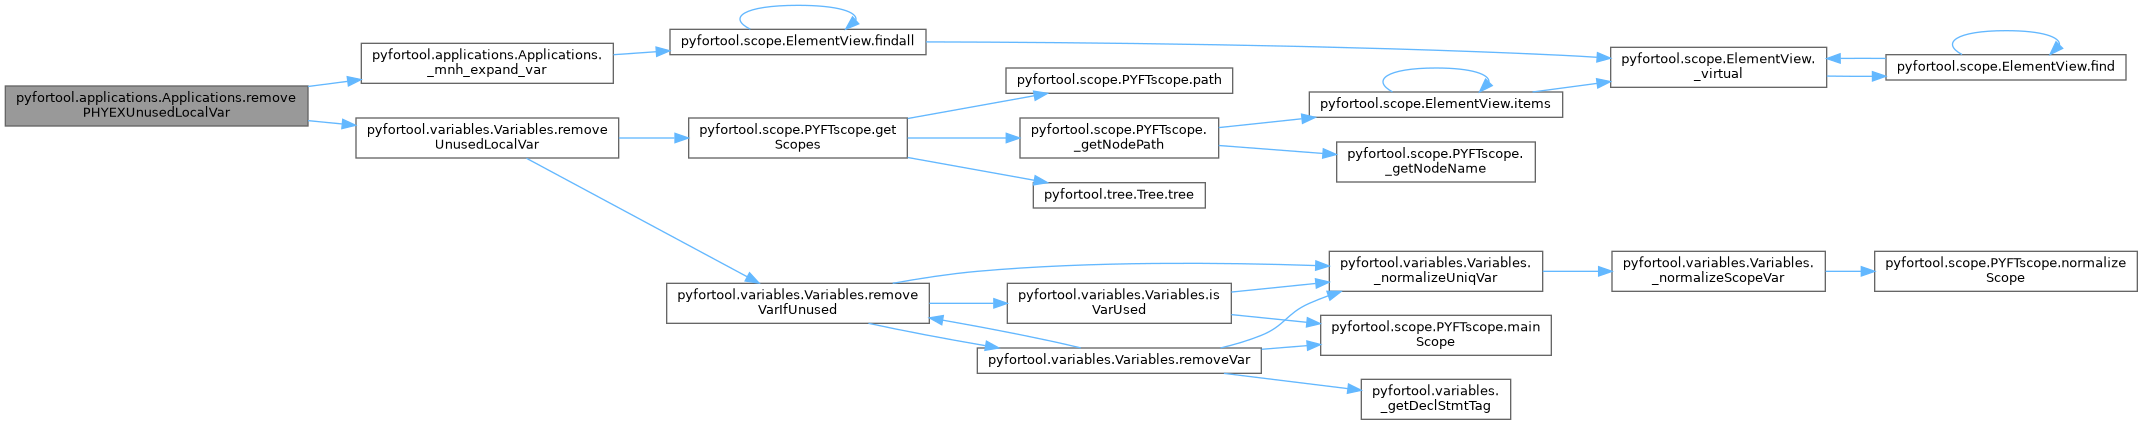 pyfortool.applications.Applications.remove
PHYEXUnusedLocalVar
pyfortool.applications.Applications.
_mnh_expand_var
pyfortool.scope.ElementView.findall
pyfortool.scope.ElementView.
_virtual
pyfortool.scope.ElementView.find
pyfortool.variables.Variables.remove
UnusedLocalVar
pyfortool.scope.PYFTscope.get
Scopes
pyfortool.scope.PYFTscope.path
pyfortool.scope.PYFTscope.
_getNodePath
pyfortool.tree.Tree.tree
pyfortool.scope.ElementView.items
pyfortool.scope.PYFTscope.
_getNodeName
pyfortool.variables.Variables.remove
VarIfUnused
pyfortool.variables.Variables.is
VarUsed
pyfortool.variables.Variables.removeVar
pyfortool.variables.Variables.
_normalizeUniqVar
pyfortool.variables.Variables.
_normalizeScopeVar
pyfortool.scope.PYFTscope.normalize
Scope
pyfortool.scope.PYFTscope.main
Scope
pyfortool.variables.
_getDeclStmtTag